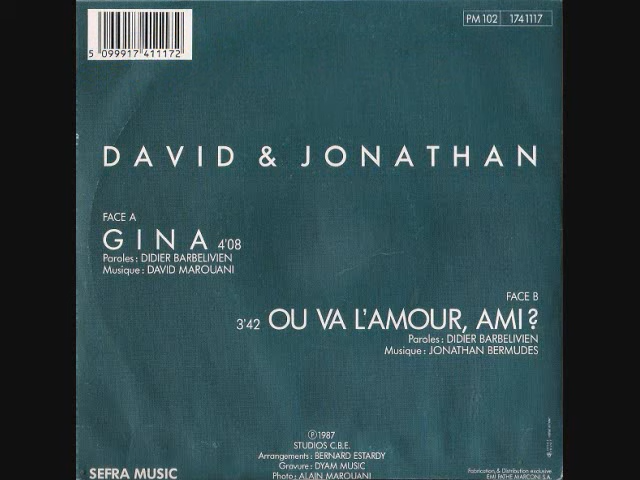 PM 102 1741117
5 099917 411172
DAVID & JONATHAN
FACE A
GINA 4'08
Paroles : DIDIER BARBELIVIEN
Musique : DAVID MAROUANI
FACE B
3'42 OU VA L'AMOUR, AMI ?
Paroles : DIDIER BARBELIVIEN
Musique : JONATHAN BERMUDES
℗ 1987
STUDIOS C.B.E.
Arrangements : BERNARD ESTARDY
Gravure : DYAM MUSIC
Photo : ALAIN MAROUANI
SEFRA MUSIC
Fabrication & Distribution exclusive
EMI PATHE MARCONI S.A.